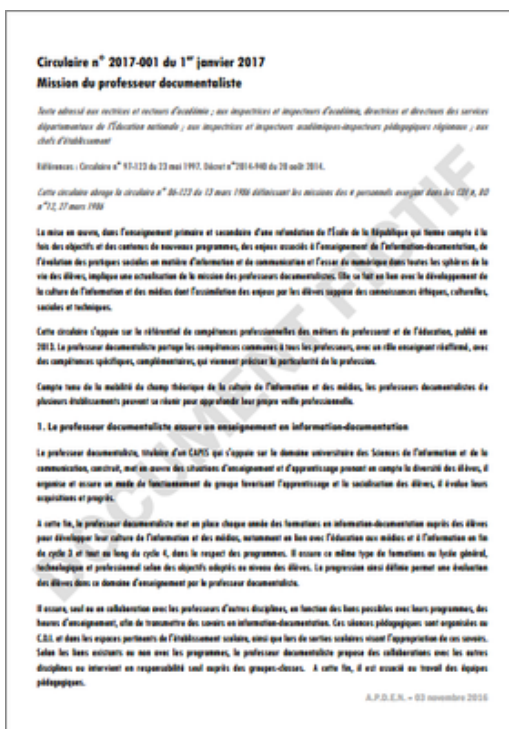 Circulaire n° 2017-001 du 1er janvier 2017
Mission du professeur documentaliste
Texte adressé aux rectrices et recteurs d'académie ; aux inspectrices et inspecteurs d'académie, directrices et directeurs des services
départementaux de l'Éducation nationale ; aux inspectrices et inspecteurs académiques-inspecteurs pédagogiques régionaux ; aux
chefs d'établissement
Références : Circulaire n° 97-123 du 23 mai 1997. Décret n°2014-940 du 20 août 2014.
Cette circulaire abroge la circulaire n° 86-123 du 13 mars 1986 définissant les missions des « personnels exerçant dans les CDI », BO
n°12, 27 mars 1986
La mise en œuvre, dans l'enseignement primaire et secondaire d'une refondation de l'École de la République qui tienne compte à la
fois des objectifs et des contenus de nouveaux programmes, des enjeux associés à l'enseignement de l'information-documentation, de
l'évolution des pratiques sociales en matière d'information et de communication et l'essor du numérique dans toutes les sphères de la
vie des élèves, implique une actualisation de la mission des professeurs documentalistes. Elle se fait en lien avec le développement de
la culture de l'information et des médias dont l'assimilation des enjeux par les élèves suppose des connaissances éthiques, culturelles,
sociales et techniques.
Cette circulaire s'appuie sur le référentiel de compétences professionnelles des métiers du professorat et de l'éducation, publié en
2013. Le professeur documentaliste partage les compétences communes à tous les professeurs, avec un rôle enseignant réaffirmé, avec
des compétences spécifiques, complémentaires, qui viennent préciser la particularité de la profession.
Compte tenu de la mobilité du champ théorique de la culture de l'information et des médias, les professeurs documentalistes de
plusieurs établissements peuvent se réunir pour approfondir leur propre veille professionnelle.
1. Le professeur documentaliste assure un enseignement en information-documentation
Le professeur documentaliste, titulaire d'un CAPES qui s'appuie sur le domaine universitaire des Sciences de l'information et de la
communication, construit, met en œuvre des situations d'enseignement et d'apprentissage prenant en compte la diversité des élèves, il
organise et assure un mode de fonctionnement du groupe favorisant l'apprentissage et la socialisation des élèves, il évalue leurs
acquisitions et progrès.
A cette fin, le professeur documentaliste met en place chaque année des formations en information-documentation auprès des élèves
pour développer leur culture de l'information et des médias, notamment en lien avec l'éducation aux médias et à l'information en fin
de cycle 3 et tout au long du cycle 4, dans le respect des programmes. Il assure ce même type de formations au lycée général,
technologique et professionnel selon des objectifs adaptés au niveau des élèves. La progression ainsi définie permet une évaluation
des élèves dans ce domaine d'enseignement par le professeur documentaliste.
Il assure, seul ou en collaboration avec les professeurs d'autres disciplines, en fonction des liens possibles avec leurs programmes, des
heures d'enseignement, afin de transmettre des savoirs en information-documentation. Ces séances pédagogiques sont organisées au
C.D.I. et dans les espaces pertinents de l'établissement scolaire, ainsi que lors de sorties scolaires visant l'appropriation de ces savoirs.
Selon les liens existants ou non avec les programmes, le professeur documentaliste propose des collaborations avec les autres
disciplines ou intervient en responsabilité seul auprès des groupes-classes. A cette fin, il est associé au travail des équipes
pédagogiques.
A.P.D.E.N. – 03 novembre 2016
DOCUMENT FICTIF